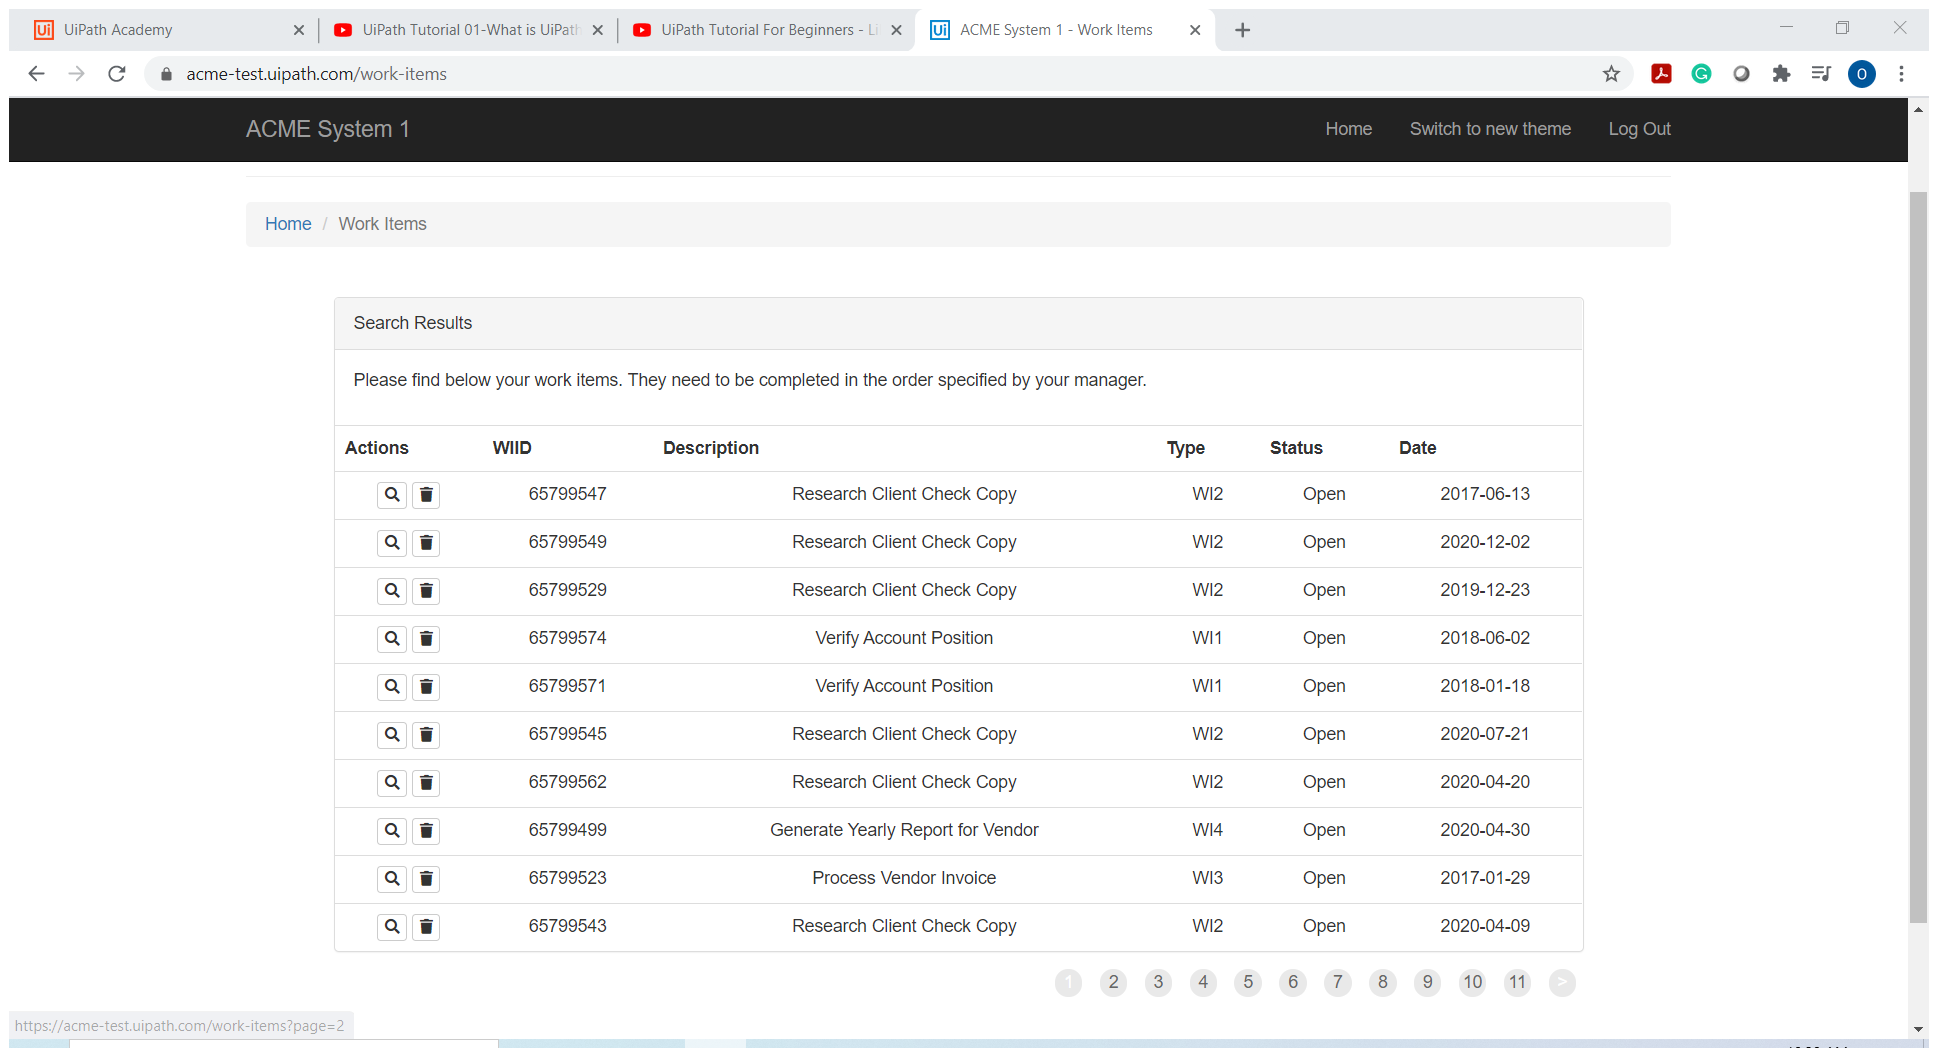 UiPath Academy
UiPath Tutorial 01-What is UiPath
UiPath Tutorial For Beginners - Li
Ui ACME System 1 - Work Items
acme-test.uipath.com/work-items
O
ACME System 1 Home Switch to new theme Log Out
Home / Work Items
Search Results
Please find below your work items. They need to be completed in the order specified by your manager.
Actions WIID Description Type Status Date
65799547 Research Client Check Copy WI2 Open 2017-06-13
65799549 Research Client Check Copy WI2 Open 2020-12-02
65799529 Research Client Check Copy WI2 Open 2019-12-23
65799574 Verify Account Position WI1 Open 2018-06-02
65799571 Verify Account Position WI1 Open 2018-01-18
65799545 Research Client Check Copy WI2 Open 2020-07-21
65799562 Research Client Check Copy WI2 Open 2020-04-20
65799499 Generate Yearly Report for Vendor WI4 Open 2020-04-30
65799523 Process Vendor Invoice WI3 Open 2017-01-29
65799543 Research Client Check Copy WI2 Open 2020-04-09
1 2 3 4 5 6 7 8 9 10 11 >
https://acme-test.uipath.com/work-items?page=2